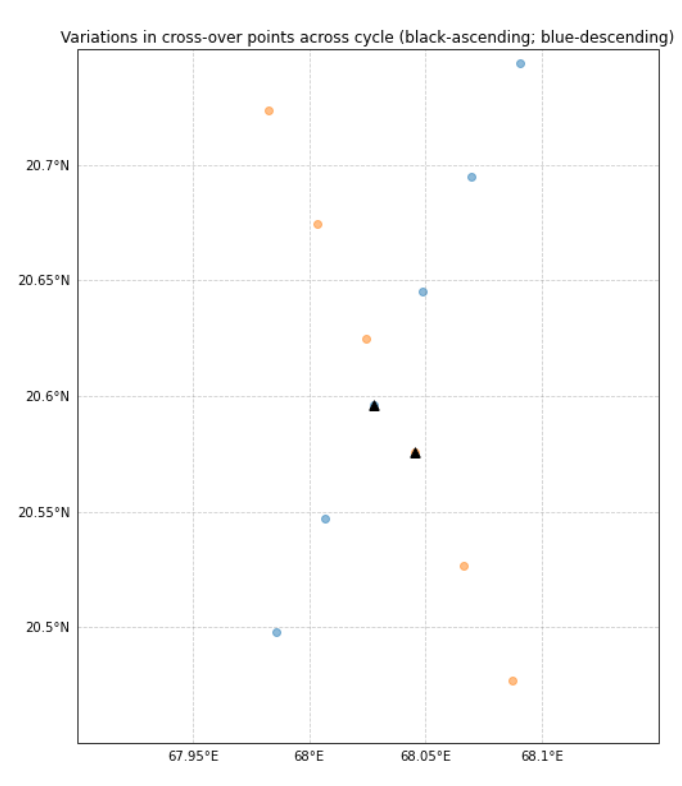 Variations in cross-over points across cycle (black-ascending; blue-descending)
20.7°N
20.65°N
20.6°N
20.55°N
20.5°N
67.95°E 68°E 68.05°E 68.1°E